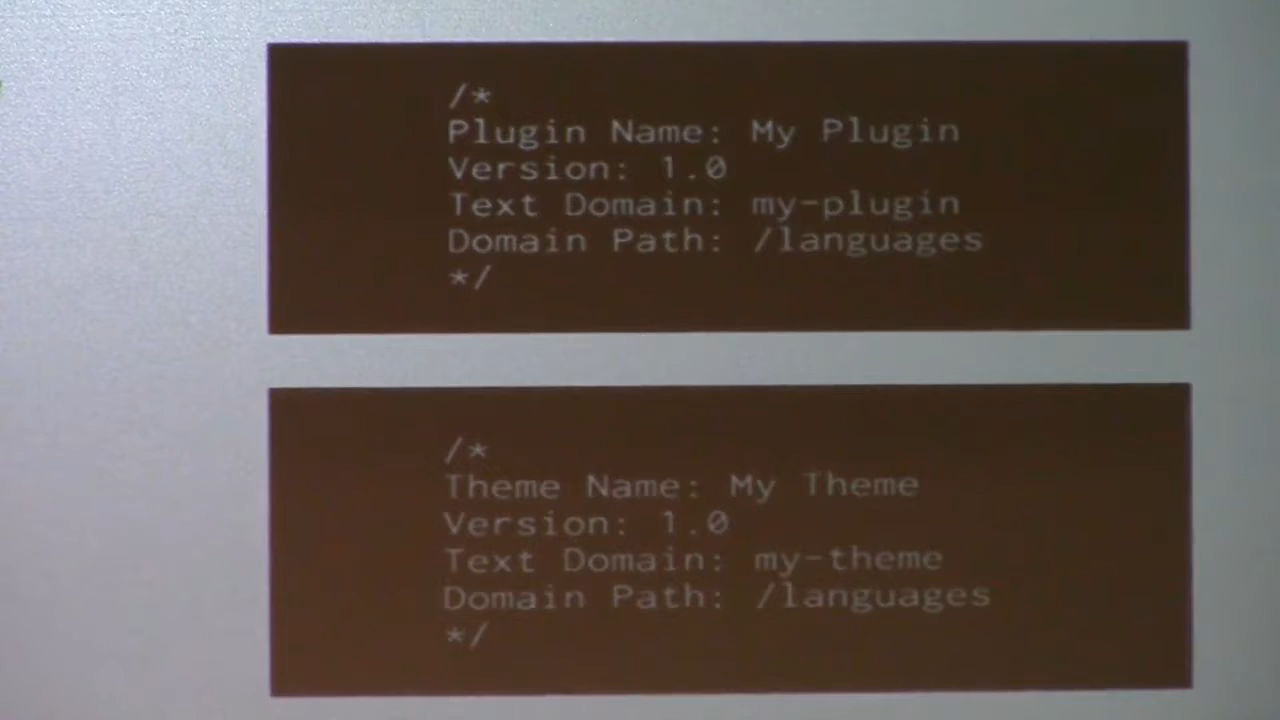 /*
Plugin Name: My Plugin
Version: 1.0
Text Domain: my-plugin
Domain Path: /languages
*/
/*
Theme Name: My Theme
Version: 1.0
Text Domain: my-theme
Domain Path: /languages
*/